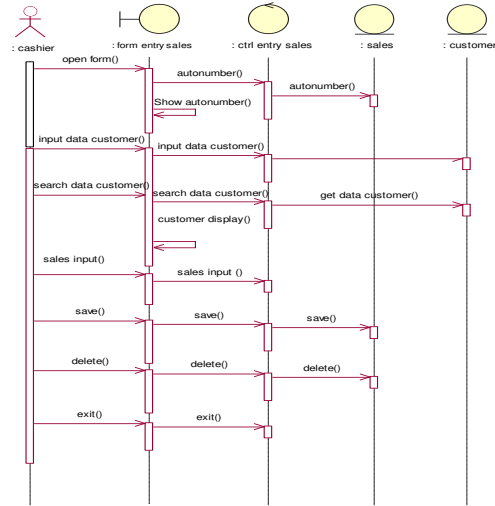 : cashier
: form entry sales
: ctrl entry sales
: sales
: customer
open form()
autonumber()
autonumber()
Show autonumber()
input data customer()
input data customer()
search data customer()
search data customer()
get data customer()
customer display()
sales input()
sales input ()
save()
save()
save()
delete()
delete()
delete()
exit()
exit()